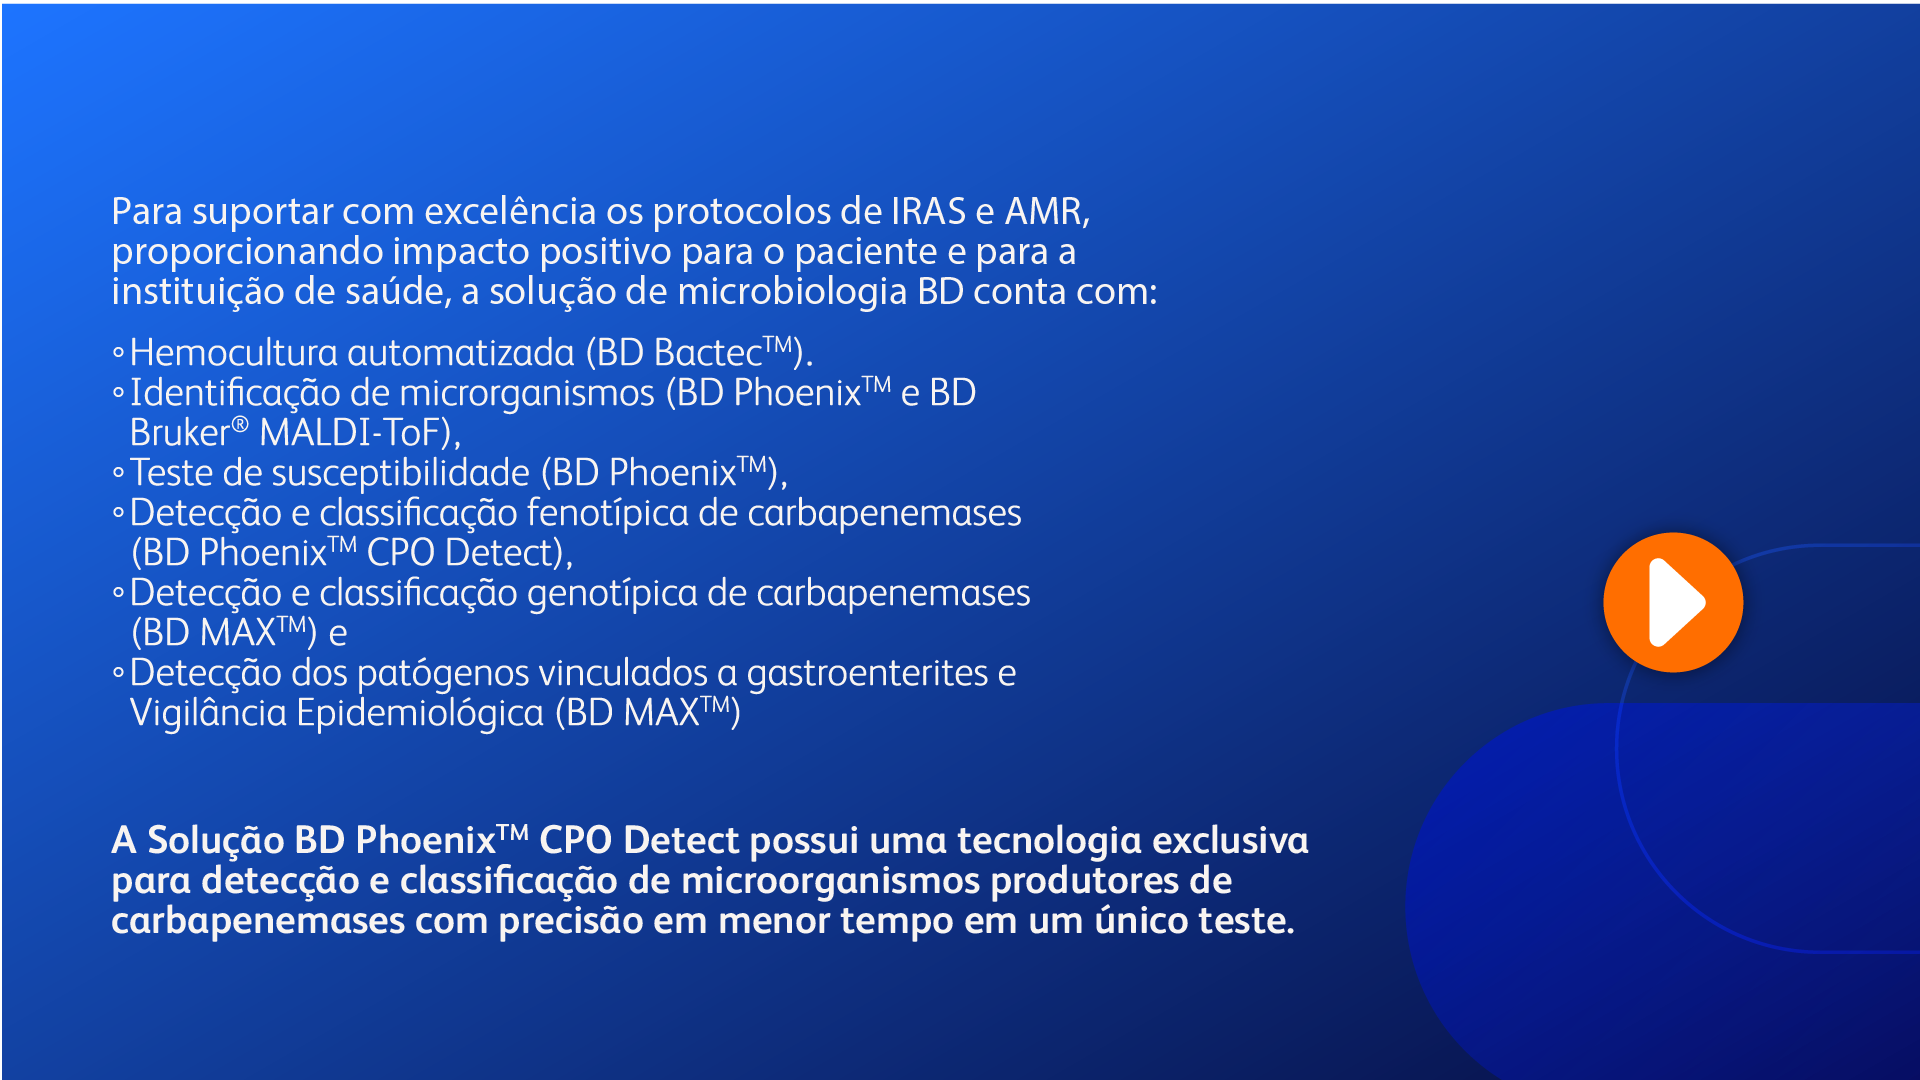 Para suportar com excelência os protocolos de IRAS e AMR,
proporcionando impacto positivo para o paciente e para a
instituição de saúde, a solução de microbiologia BD conta com:
◦Hemocultura automatizada (BD Bactec™).
◦Identificação de microrganismos (BD Phoenix™ e BD
Bruker® MALDI-ToF),
◦Teste de susceptibilidade (BD Phoenix™),
◦Detecção e classificação fenotípica de carbapenemases
(BD Phoenix™ CPO Detect),
◦Detecção e classificação genotípica de carbapenemases
(BD MAX™) e
◦Detecção dos patógenos vinculados a gastroenterites e
Vigilância Epidemiológica (BD MAX™)
A Solução BD Phoenix™ CPO Detect possui uma tecnologia exclusiva
para detecção e classificação de microorganismos produtores de
carbapenemases com precisão em menor tempo em um único teste.